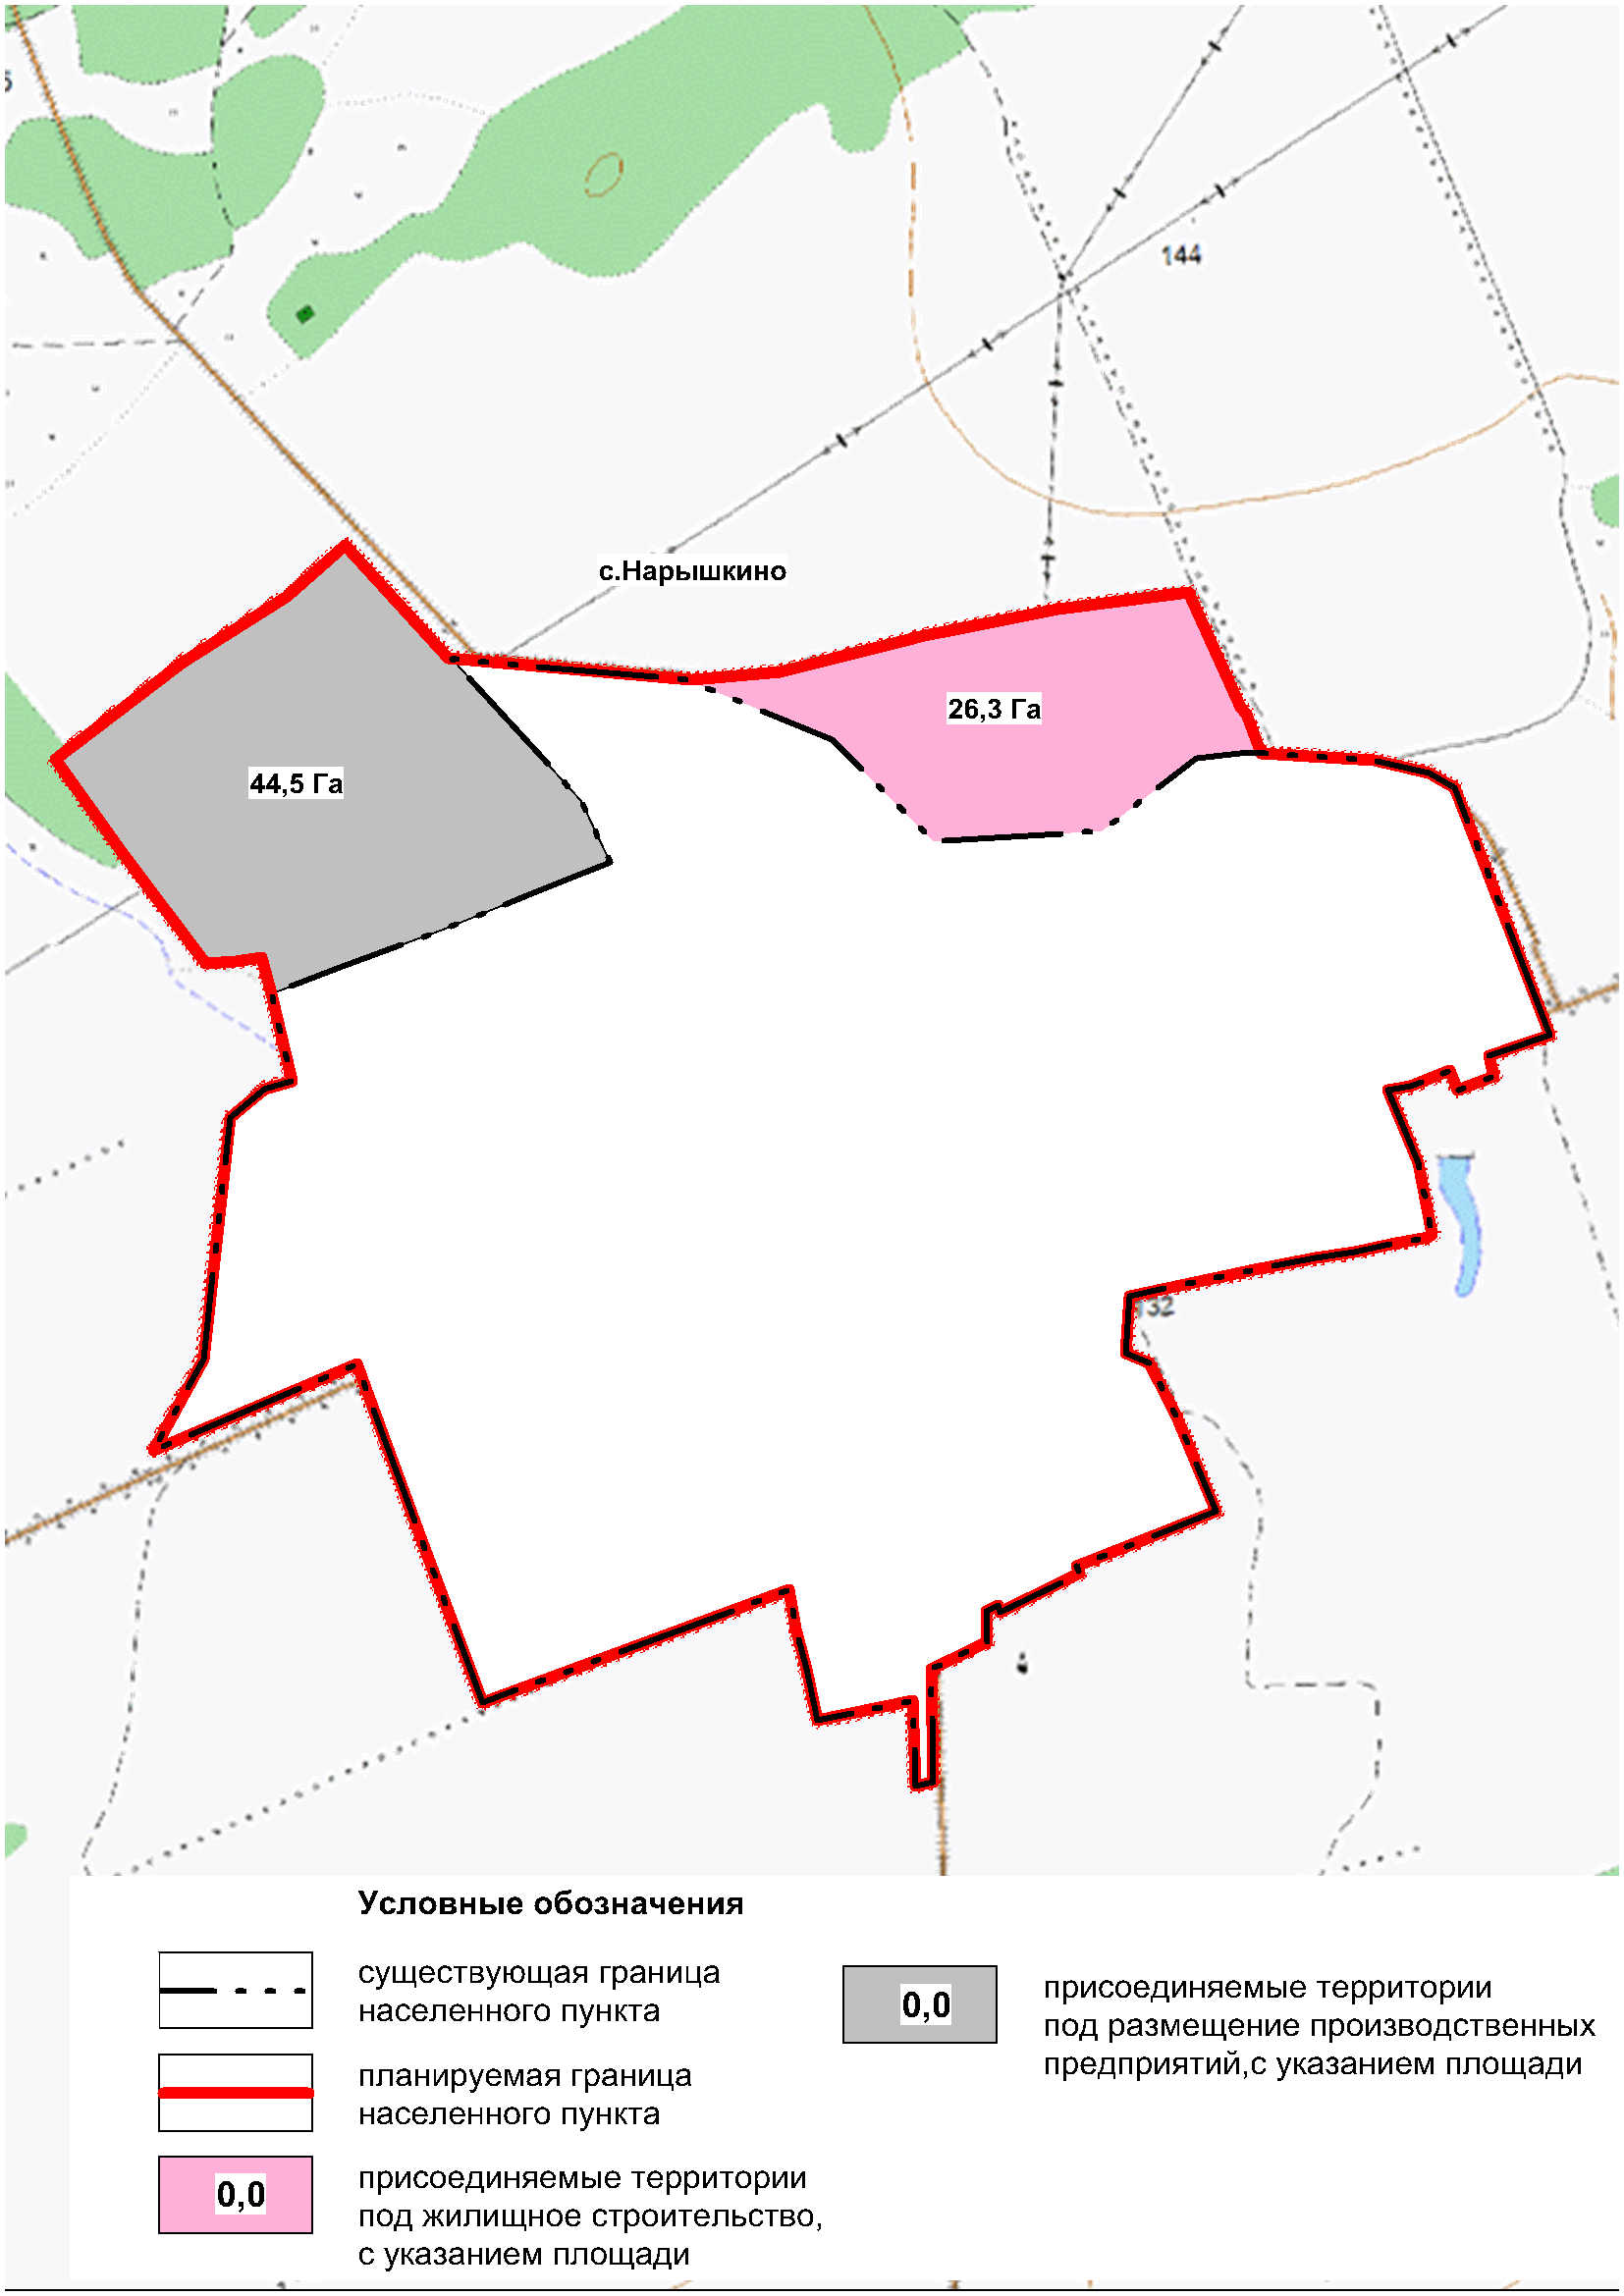 144
с.Нарышкино
26,3 Га
44,5 Га
132
Условные обозначения
существующая граница
населенного пункта
планируемая граница
населенного пункта
0,0
присоединяемые территории
под жилищное строительство,
с указанием площади
0,0
присоединяемые территории
под размещение производственных
предприятий,с указанием площади